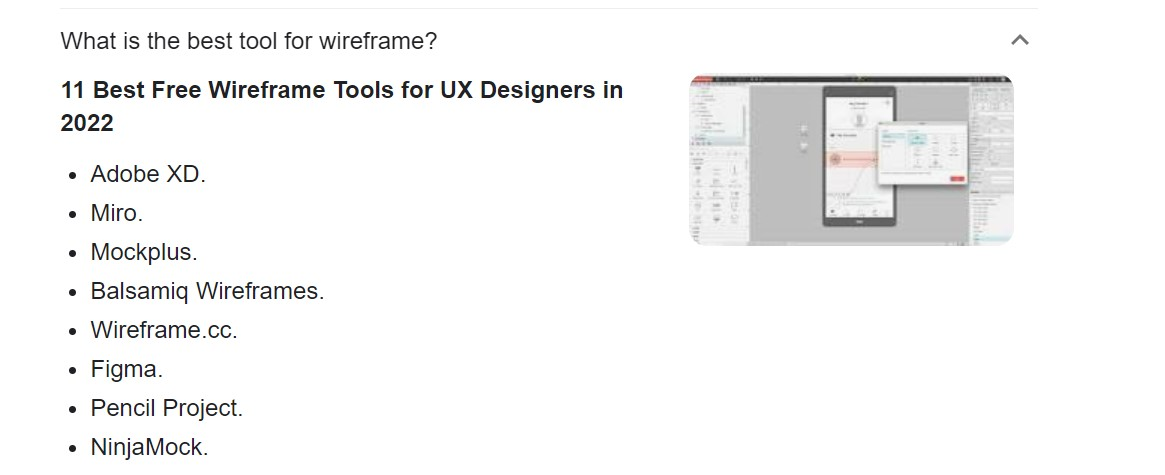 What is the best tool for wireframe?
11 Best Free Wireframe Tools for UX Designers in
2022
Adobe XD.
Miro.
Mockplus.
Balsamiq Wireframes.
Wireframe.cc.
Figma.
Pencil Project.
NinjaMock.